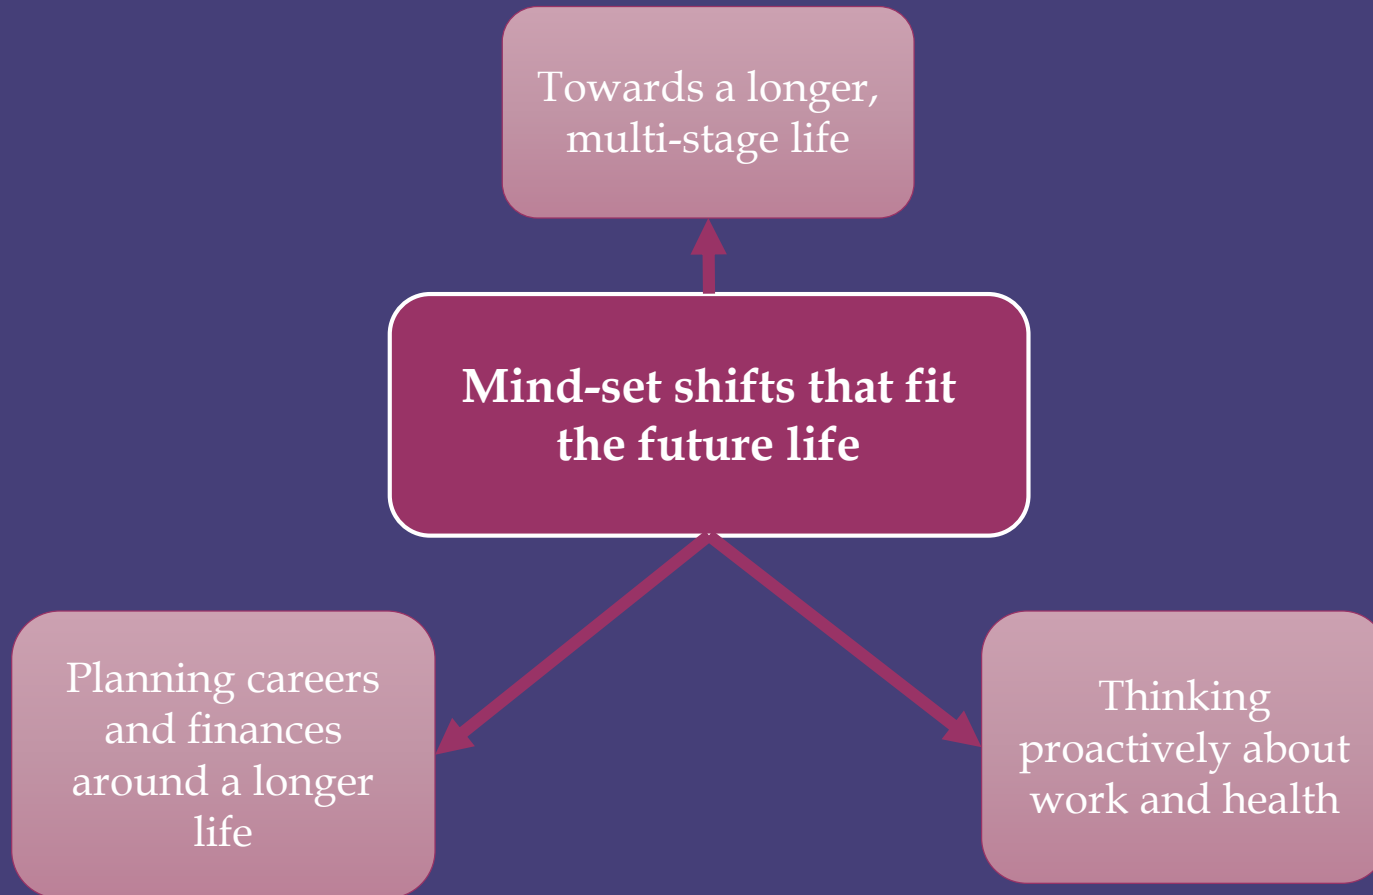 Towards a longer,
multi-stage life
Mind-set shifts that fit
the future life
Planning careers
and finances
around a longer
life
Thinking
proactively about
work and health